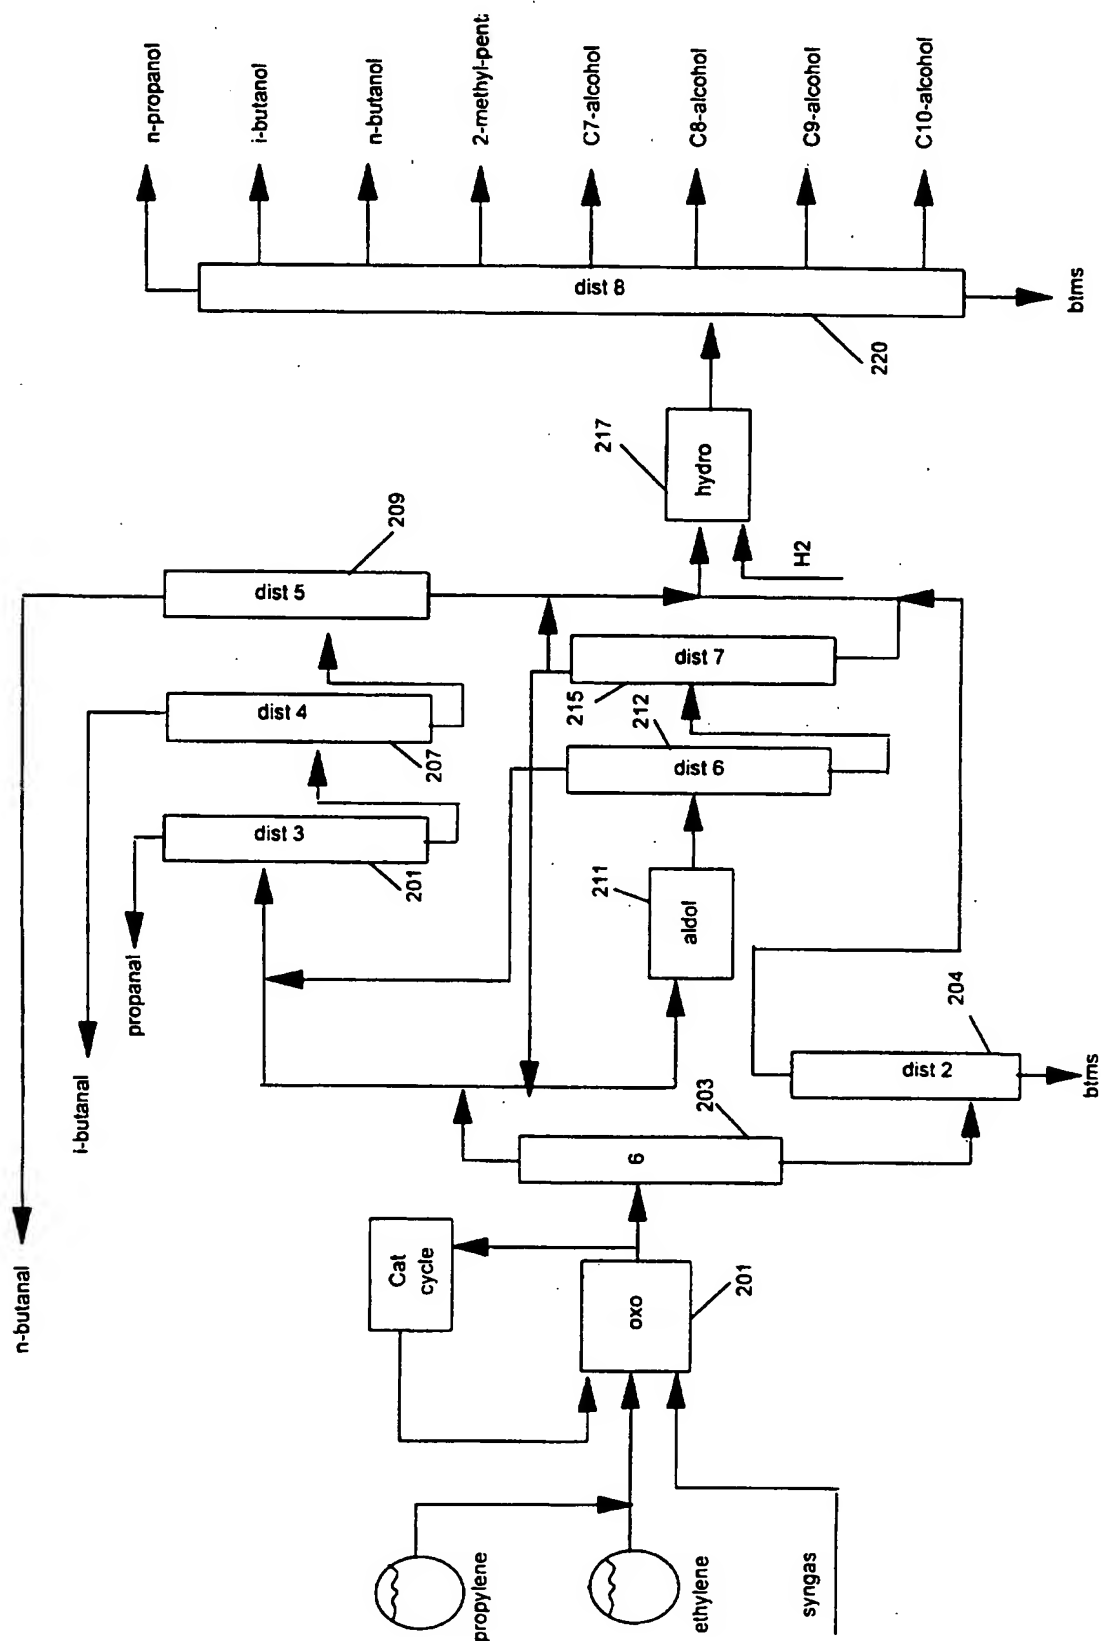 n-butanal
i-butanal
propanal
n-propanol
i-butanol
n-butanol
2-methyl-pent
C7-alcohol
C8-alcohol
C9-alcohol
C10-alcohol
dist 8
btms
220
217
hydro
H2
209
dist 5
dist 4
207
dist 3
201
dist 7
215
212
dist 6
211
aldol
204
dist 2
btms
203
6
Cat
cycle
oxo
201
propylene
ethylene
syngas